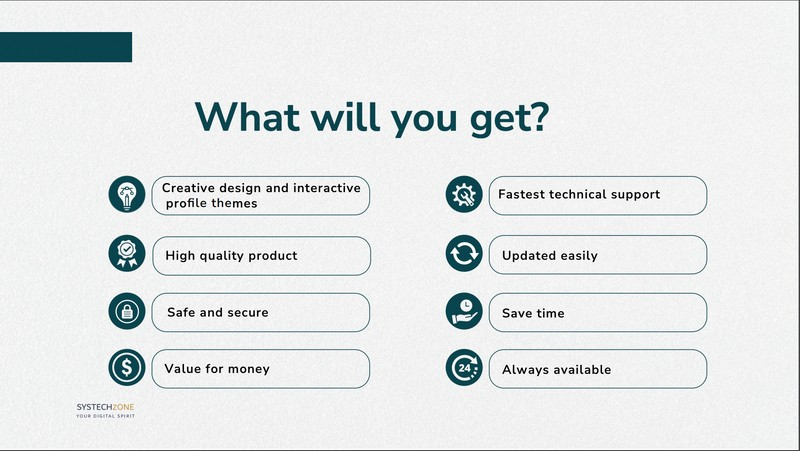 What will you get?
Creative design and interactive
profile themes
High quality product
Safe and secure
$
Value for money
Fastest technical support
Updated easily
Save time
24
Always available
SYSTECHZONE
YOUR DIGITAL SPIRIT